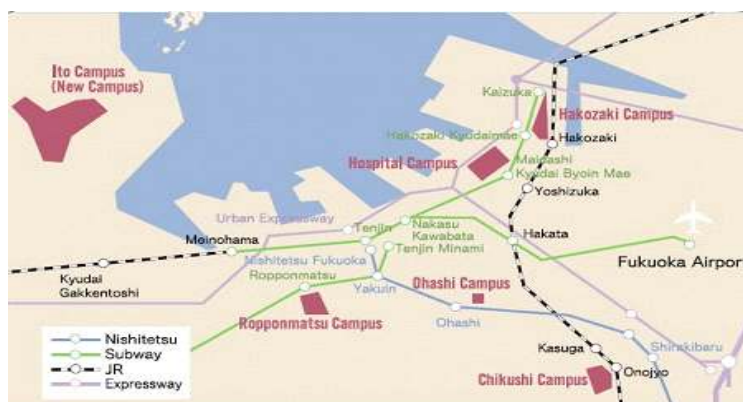 Ito Campus
(New Campus)
Kaizuka
Hakozaki Campus
Hakozaki Kyudaimae
Hakozaki
Hospital Campus
Maidashi
Kyudai Byoin Mae
Yoshizuka
Urban Expressway
Nakasu
Kawabata
Tenjin
Meinohama
Hakata
Tenjin Minami
Nishitetsu Fukuoka
Fukuoka Airport
Kyudai
Gakkentoshi
Ropponmatsu
Yakuin
Ohashi Campus
Ropponmatsu Campus
Ohashi
Nishitetsu
Subway
JR
Expressway
Kasuga
Shirakibaru
Onojyo
Chikushi Campus